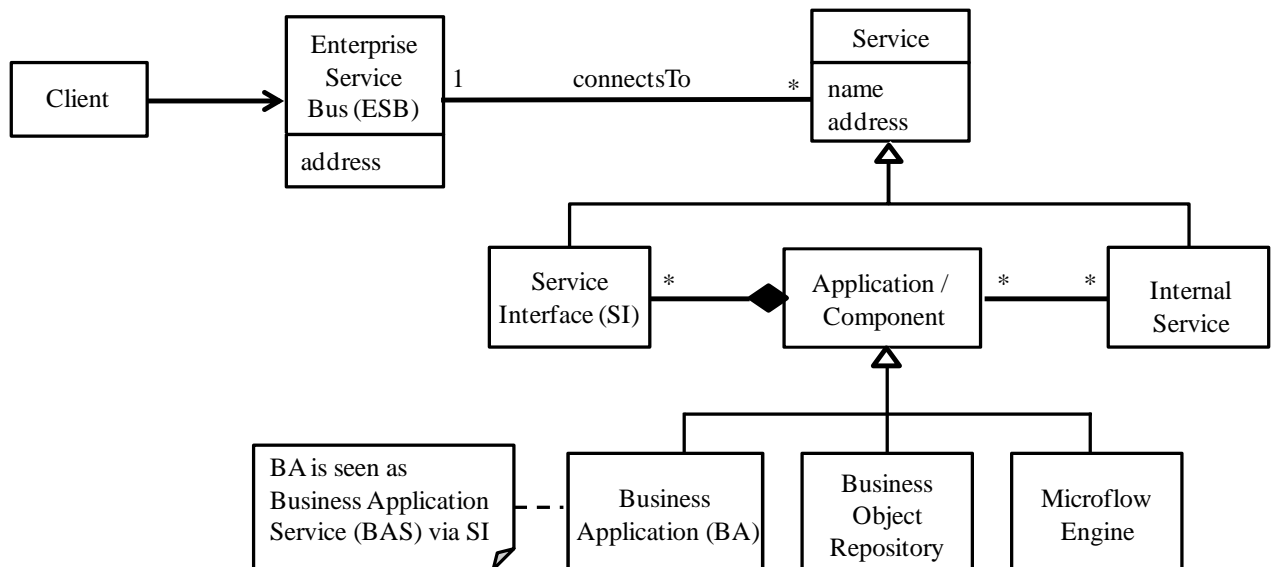 Client
Enterprise
Service
Bus (ESB)
address
1
connectsTo
*
Service
name
address
Service
Interface (SI)
*
Application /
Component
*
*
Internal
Service
BA is seen as
Business Application
Service (BAS) via SI
Business
Application (BA)
Business
Object
Repository
Microflow
Engine